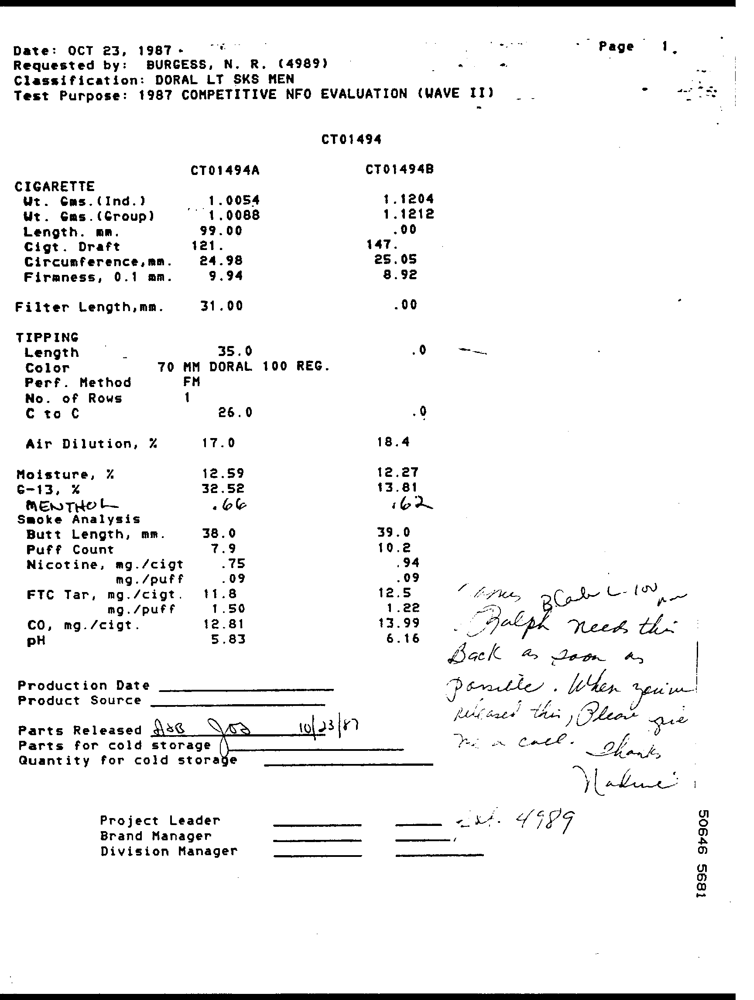 Date: OCT 23, 1987 Page 1.
Requested by: BURGESS, N. R. (4989)
Classification: DORAL LT SKS MEN
Test Purpose: 1987 COMPETITIVE NFO EVALUATION (WAVE II)
CT01494
CT01494A CT01494B
CIGARETTE
Wt. Gms.(Ind.) 1.0054 1.1204
Wt. Gms.(Group) 1.0088 1.1212
Length. mm. 99.00 .00
Cigt. Draft 121. 147.
Circumference,mm. 24.98 25.05
Firmness, 0.1 mm. 9.94 8.92
Filter Length,mm. 31.00 .00
TIPPING
Length 35.0 .0
Color 70 MM DORAL 100 REG.
Perf. Method FM
No. of Rows 1
C to C 26.0 .0
Air Dilution, % 17.0 18.4
Moisture, % 12.59 12.27
G-13, % 32.52 13.81
MENTHOL .66 .62
Smoke Analysis
Butt Length, mm. 38.0 39.0
Puff Count 7.9 10.2
Nicotine, mg./cigt .75 .94
mg./puff .09 .09
FTC Tar, mg./cigt. 11.8 12.5
mg./puff 1.50 1.22
CO, mg./cigt. 12.81 13.99
pH 5.83 6.16
Ralph needs this
Back as soon as
possible. When you've
released this, Please give
me a call. Thanks
Nadine
Production Date
Product Source
Parts Released 10/23/87
Parts for cold storage
Quantity for cold storage
Project Leader
Brand Manager
Division Manager
Ext. 4989
50646 5681